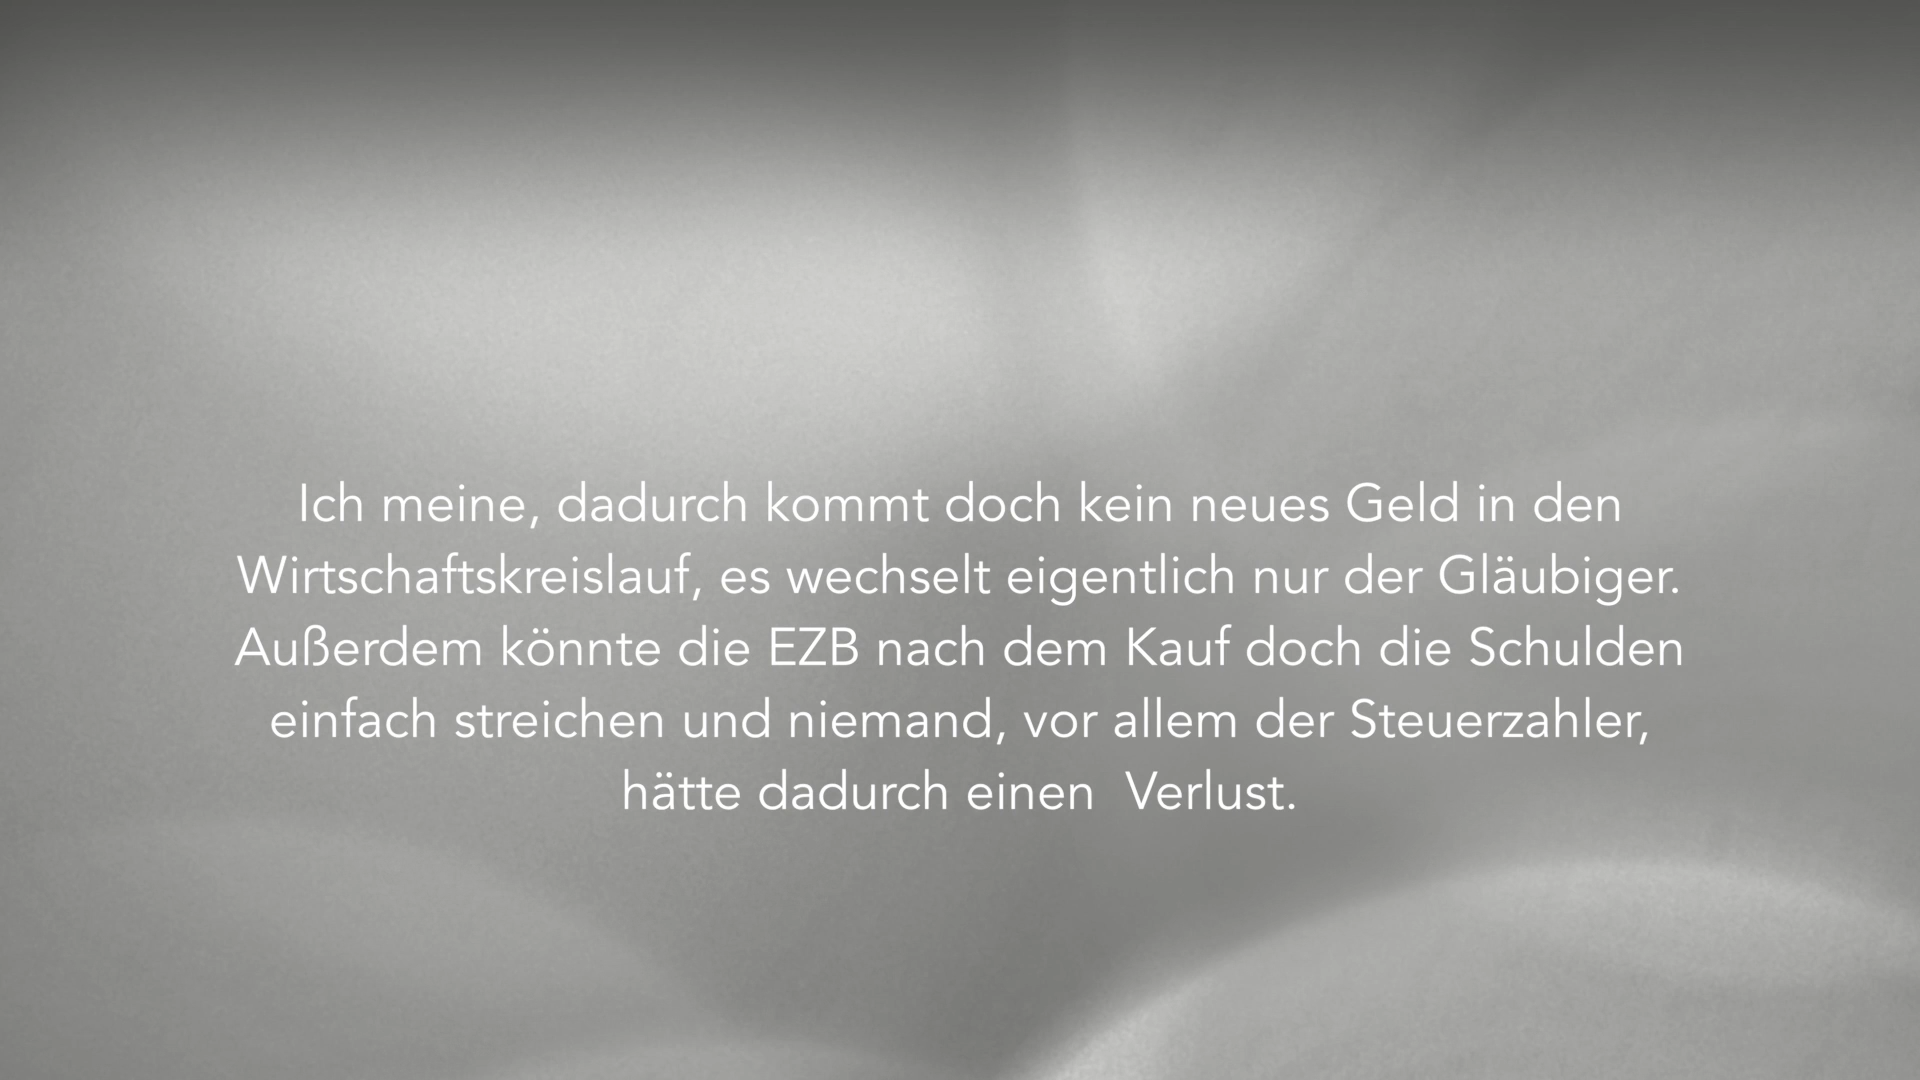 Ich meine, dadurch kommt doch kein neues Geld in den
Wirtschaftskreislauf, es wechselt eigentlich nur der Gläubiger.
Außerdem könnte die EZB nach dem Kauf doch die Schulden
einfach streichen und niemand, vor allem der Steuerzahler,
hätte dadurch einen  Verlust.